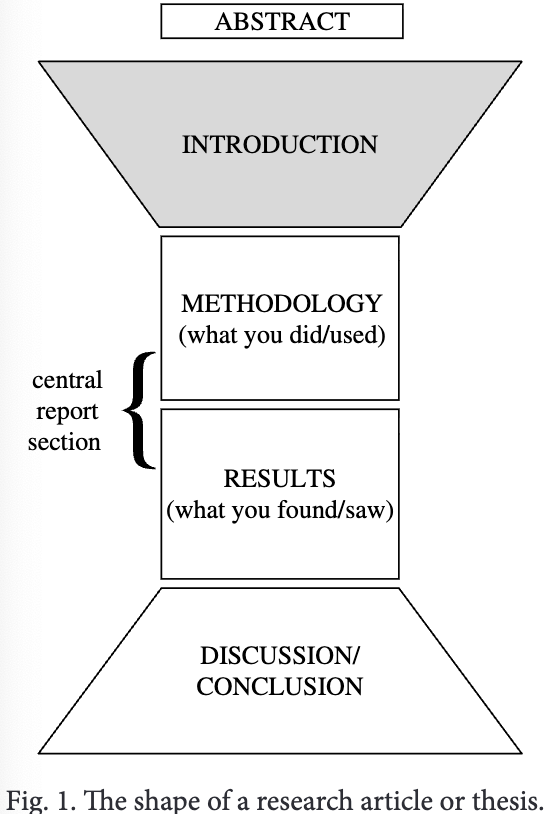 ABSTRACT
INTRODUCTION
METHODOLOGY
(what you did/used)
central
report
section
RESULTS
(what you found/saw)
DISCUSSION/
CONCLUSION
Fig. 1. The shape of a research article or thesis.